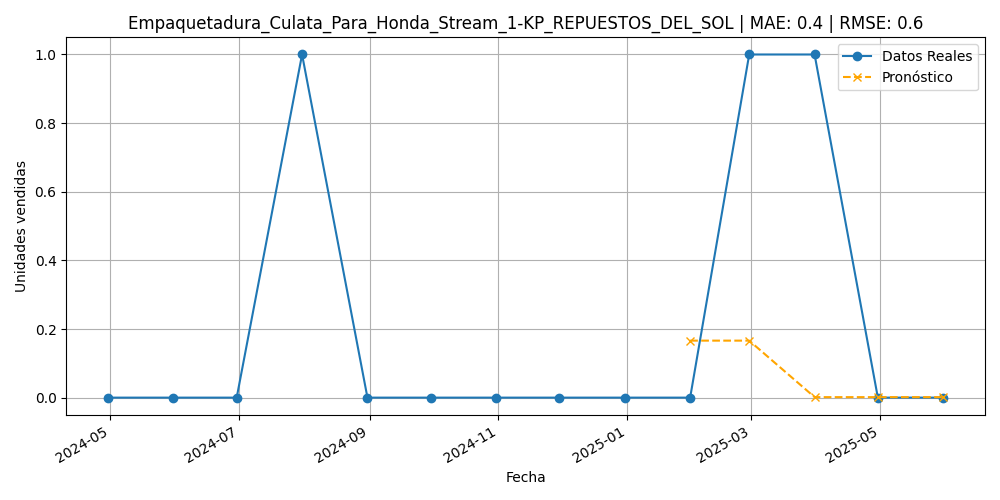 Empaquetadura_Culata_Para_Honda_Stream_1-KP_REPUESTOS_DEL_SOL | MAE: 0.4 | RMSE: 0.6
Datos Reales
Pronóstico
Unidades vendidas
1.0
0.8
0.6
0.4
0.2
0.0
2024-05
2024-07
2024-09
2024-11
2025-01
2025-03
2025-05
Fecha